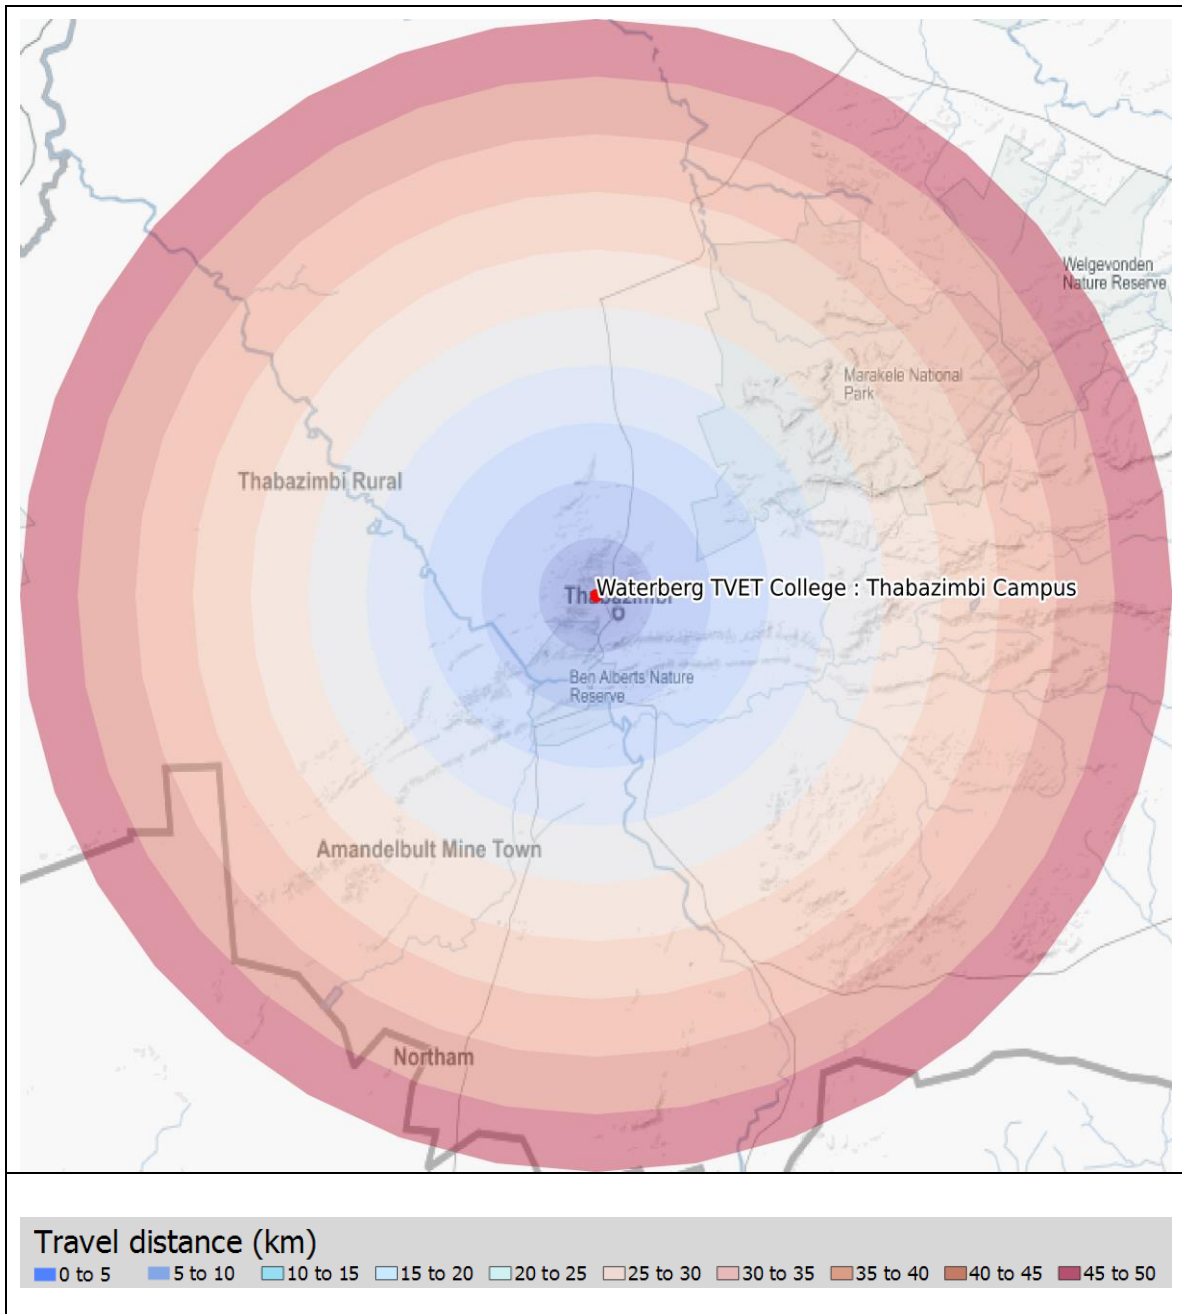 Welgevonden
Nature Reserve
Marakele National
Park
Thabazimbi Rural
Waterberg TVET College : Thabazimbi Campus
Thabazimbi
Ben Alberts Nature
Reserve
Amandelbult Mine Town
Northam
Travel distance (km)
0 to 5 5 to 10 10 to 15 15 to 20 20 to 25 25 to 30 30 to 35 35 to 40 40 to 45 45 to 50